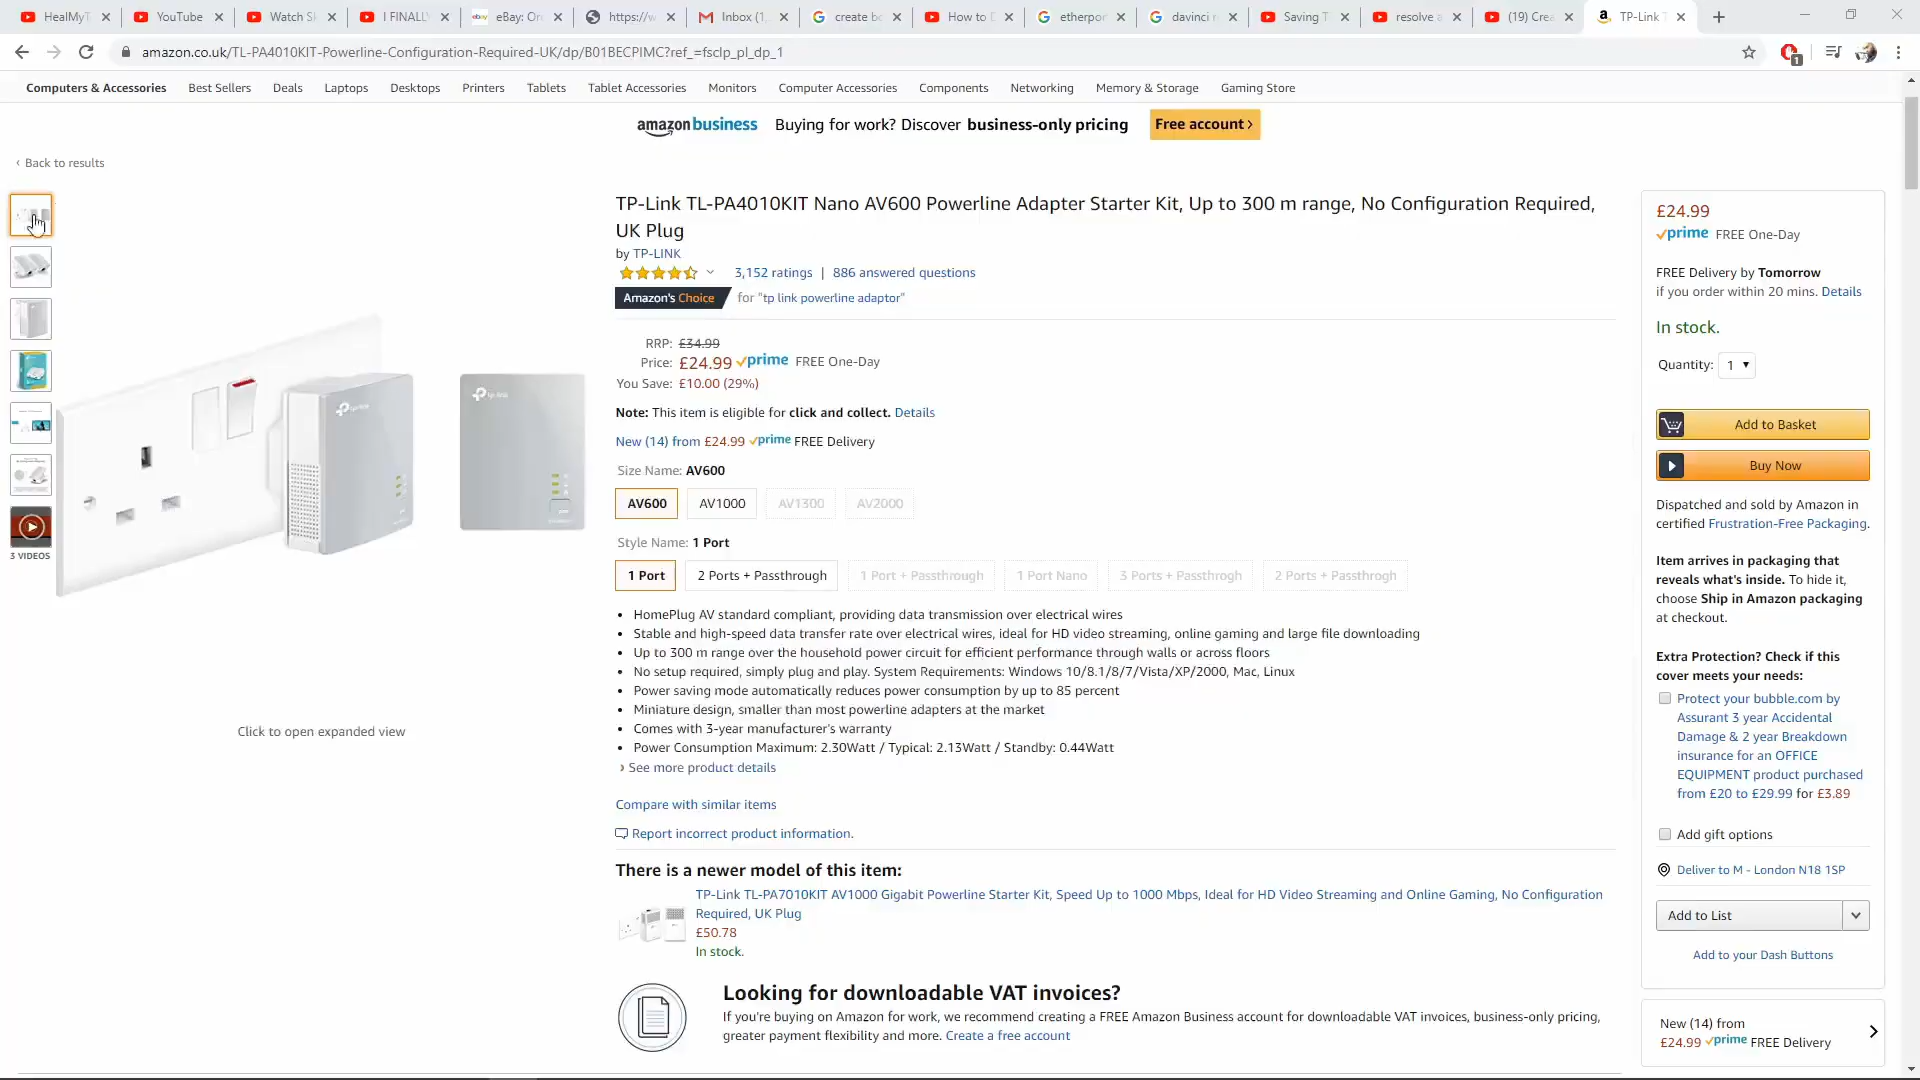 HealMyT
YouTube
Watch S
I FINALL
eBay: On
https://w
Inbox (1,
create b
How to D
etherpor
davinci r
Saving T
resolve a
(19) Crea
TP-Link T
amazon.co.uk/TL-PA4010KIT-Powerline-Configuration-Required-UK/dp/B01BECPIMC?ref_=fsclp_pl_dp_1
1
Computers & Accessories Best Sellers Deals Laptops Desktops Printers Tablets Tablet Accessories Monitors Computer Accessories Components Networking Memory & Storage Gaming Store
amazon business Buying for work? Discover business-only pricing Free account ›
‹ Back to results
3 VIDEOS
tp-link
tp-link
Click to open expanded view
TP-Link TL-PA4010KIT Nano AV600 Powerline Adapter Starter Kit, Up to 300 m range, No Configuration Required,
UK Plug
by TP-LINK
3,152 ratings | 886 answered questions
Amazon's Choice for "tp link powerline adaptor"
RRP: £34.99
Price: £24.99 prime FREE One-Day
You Save: £10.00 (29%)
Note: This item is eligible for click and collect. Details
New (14) from £24.99 prime FREE Delivery
Size Name: AV600
AV600 AV1000 AV1300 AV2000
Style Name: 1 Port
1 Port 2 Ports + Passthrough 1 Port + Passthrough 1 Port Nano 3 Ports + Passthrogh 2 Ports + Passthrogh
• HomePlug AV standard compliant, providing data transmission over electrical wires
• Stable and high-speed data transfer rate over electrical wires, ideal for HD video streaming, online gaming and large file downloading
• Up to 300 m range over the household power circuit for efficient performance through walls or across floors
• No setup required, simply plug and play. System Requirements: Windows 10/8.1/8/7/Vista/XP/2000, Mac, Linux
• Power saving mode automatically reduces power consumption by up to 85 percent
• Miniature design, smaller than most powerline adapters at the market
• Comes with 3-year manufacturer's warranty
• Power Consumption Maximum: 2.30Watt / Typical: 2.13Watt / Standby: 0.44Watt
› See more product details
Compare with similar items
Report incorrect product information.
There is a newer model of this item:
TP-Link TL-PA7010KIT AV1000 Gigabit Powerline Starter Kit, Speed Up to 1000 Mbps, Ideal for HD Video Streaming and Online Gaming, No Configuration
Required, UK Plug
£50.78
In stock.
Looking for downloadable VAT invoices?
If you're buying on Amazon for work, we recommend creating a FREE Amazon Business account for downloadable VAT invoices, business-only pricing,
greater payment flexibility and more. Create a free account
£24.99
prime FREE One-Day
FREE Delivery by Tomorrow
if you order within 20 mins. Details
In stock.
Quantity: 1
Add to Basket
Buy Now
Dispatched and sold by Amazon in
certified Frustration-Free Packaging.
Item arrives in packaging that
reveals what's inside. To hide it,
choose Ship in Amazon packaging
at checkout.
Extra Protection? Check if this
cover meets your needs:
Protect your bubble.com by
Assurant 3 year Accidental
Damage & 2 year Breakdown
insurance for an OFFICE
EQUIPMENT product purchased
from £20 to £29.99 for £3.89
Add gift options
Deliver to M - London N18 1SP
Add to List
Add to your Dash Buttons
New (14) from
£24.99 prime FREE Delivery